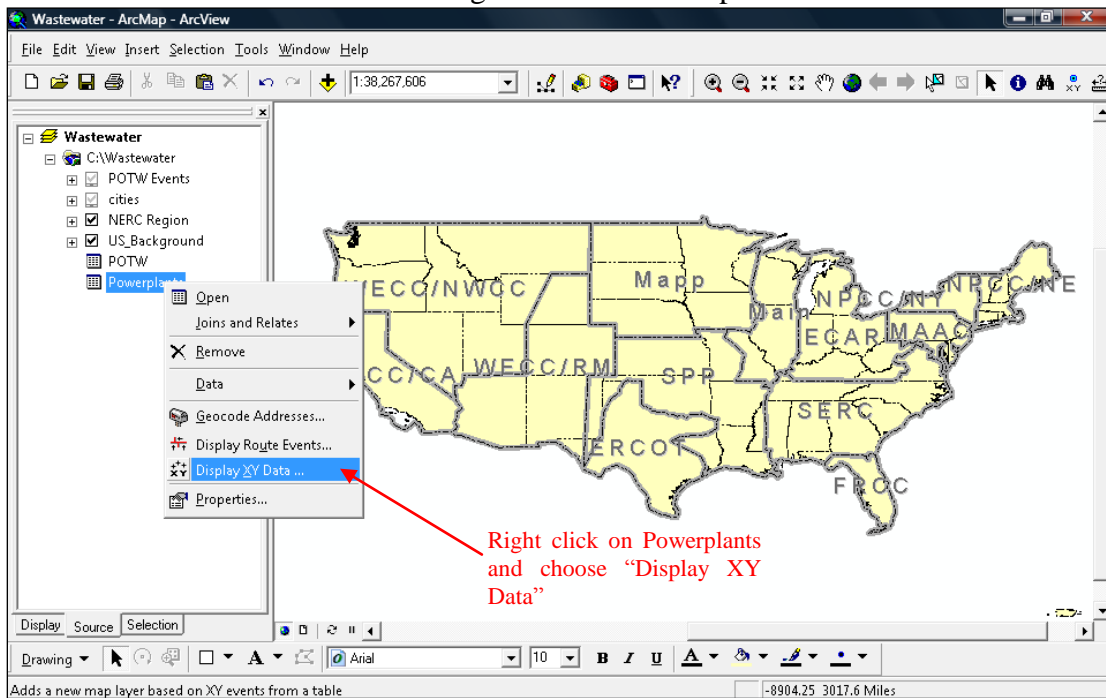 Wastewater - ArcMap - ArcView
File Edit View Insert Selection Tools Window Help
1:38,267,606
XY
Wastewater
C:\Wastewater
POTW Events
cities
NERC Region
US_Background
POTW
Powerplants
Open
Joins and Relates
Remove
Data
Geocode Addresses...
Display Route Events...
Display XY Data ...
Properties...
WECC/NWCC
Mapp
Main
NPCC/NY
NPCC/NE
ECAR
MAAC
CC/CA
WECC/RM
SPP
SERC
ERCOT
FRCC
Right click on Powerplants
and choose “Display XY
Data”
Display Source Selection
Drawing A Arial 10 B I U A
Adds a new map layer based on XY events from a table
-8904.25 3017.6 Miles